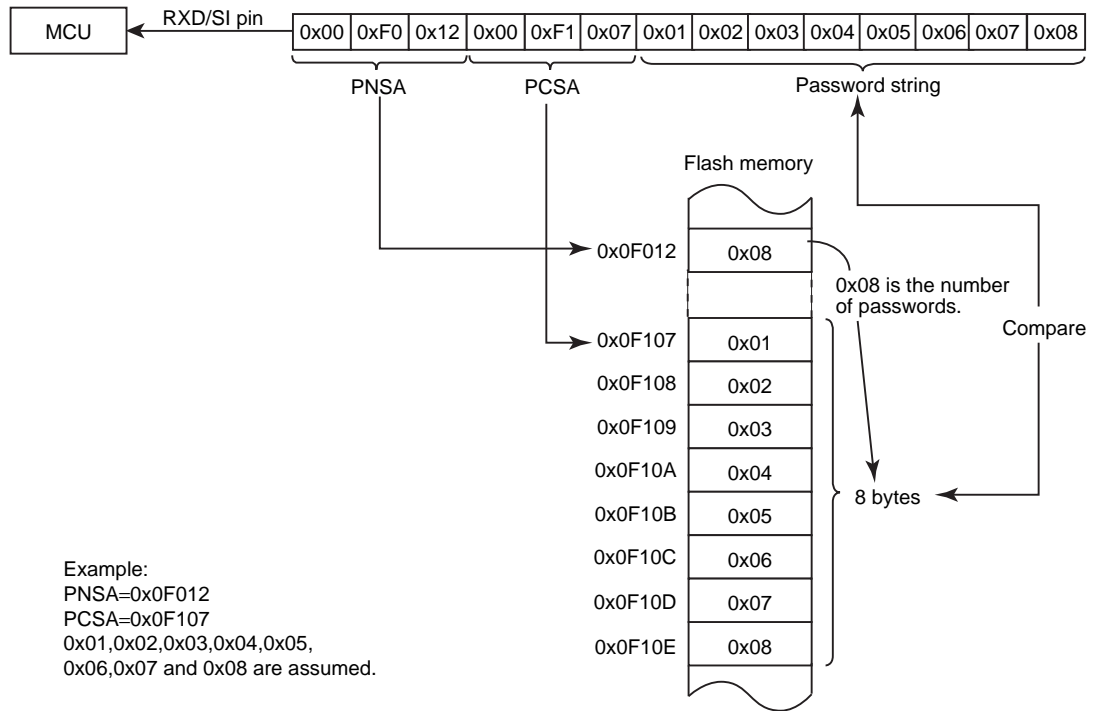 MCU
RXD/SI pin
0x00 0xF0 0x12 0x00 0xF1 0x07 0x01 0x02 0x03 0x04 0x05 0x06 0x07 0x08
PNSA PCSA Password string
Flash memory
0x0F012 0x08
0x08 is the number
of passwords.
Compare
0x0F107 0x01
0x0F108 0x02
0x0F109 0x03
0x0F10A 0x04
8 bytes
0x0F10B 0x05
0x0F10C 0x06
0x0F10D 0x07
0x0F10E 0x08
Example:
PNSA=0x0F012
PCSA=0x0F107
0x01,0x02,0x03,0x04,0x05,
0x06,0x07 and 0x08 are assumed.